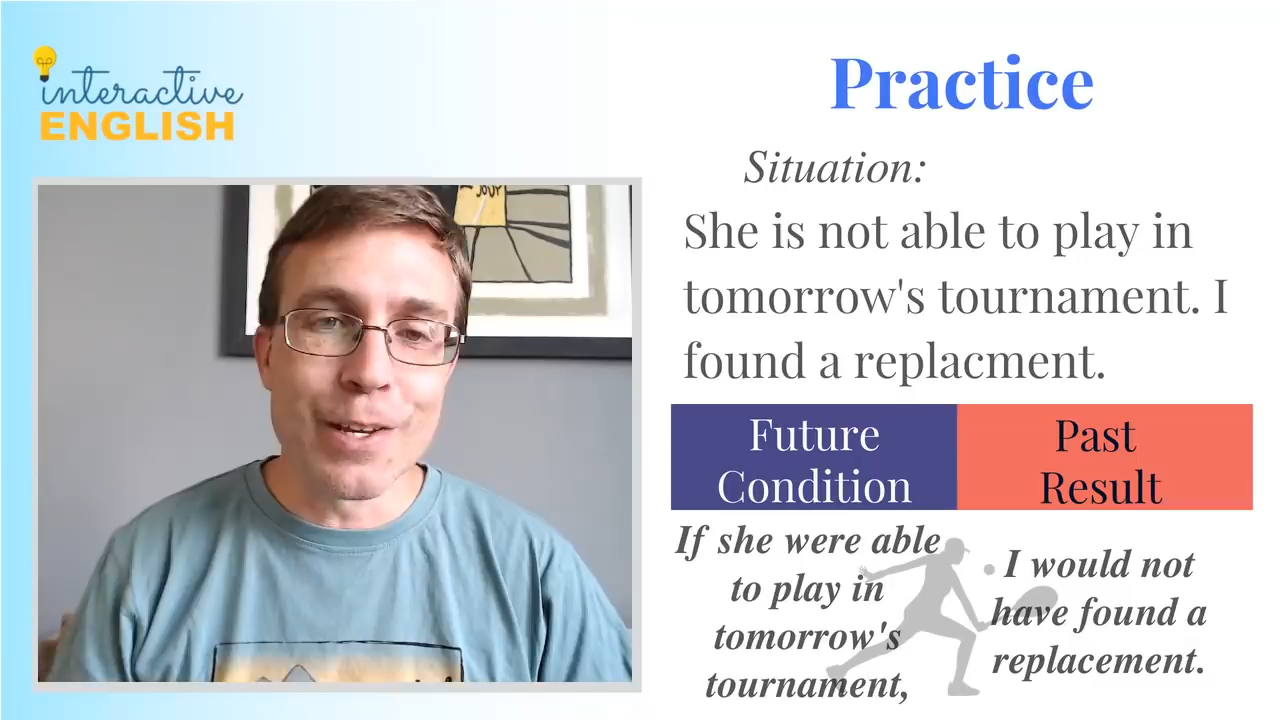 interactive
ENGLISH
Practice
Situation:
She is not able to play in
tomorrow's tournament. I
found a replacment.
Future
Condition
Past
Result
If she were able
to play in
tomorrow's
tournament,
I would not
have found a
replacement.